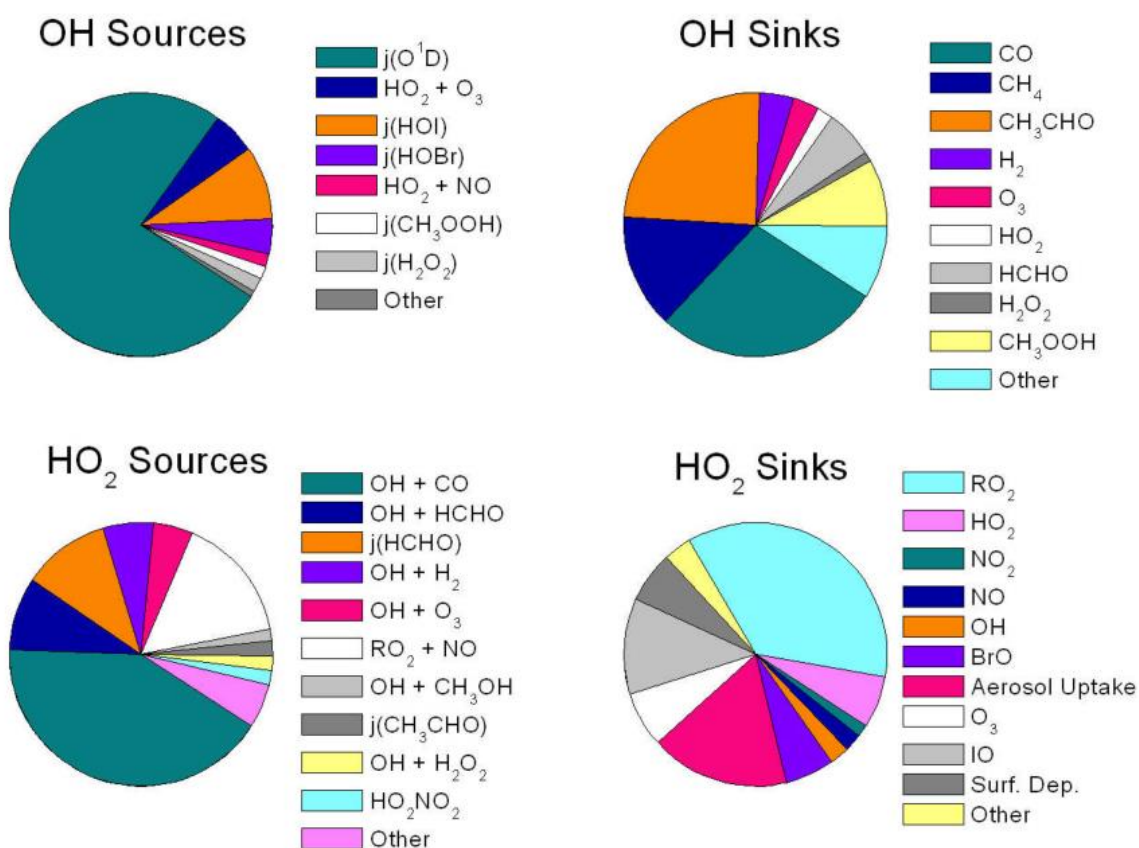 OH Sources
j(O¹D)
HO₂ + O₃
j(HOI)
j(HOBr)
HO₂ + NO
j(CH₃OOH)
j(H₂O₂)
Other
OH Sinks
CO
CH₄
CH₃CHO
H₂
O₃
HO₂
HCHO
H₂O₂
CH₃OOH
Other
HO₂ Sources
OH + CO
OH + HCHO
j(HCHO)
OH + H₂
OH + O₃
RO₂ + NO
OH + CH₃OH
j(CH₃CHO)
OH + H₂O₂
HO₂NO₂
Other
HO₂ Sinks
RO₂
HO₂
NO₂
NO
OH
BrO
Aerosol Uptake
O₃
IO
Surf. Dep.
Other